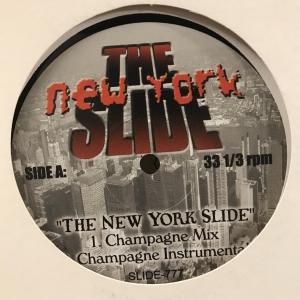 THE
new york
SLIDE
SIDE A:
33 1/3 rpm
"THE NEW YORK SLIDE"
1. Champagne Mix
Champagne Instrumental
SLIDE-777